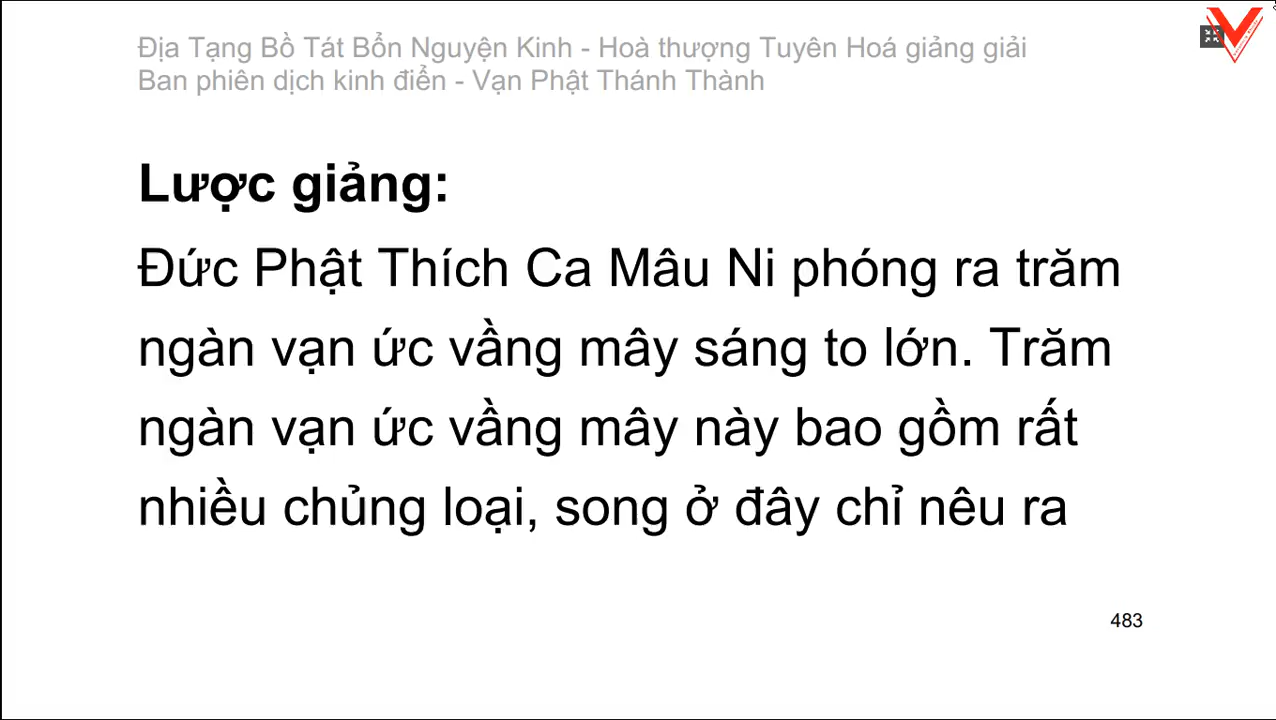 Địa Tạng Bồ Tát Bổn Nguyện Kinh - Hoà thượng Tuyên Hoá giảng giải
Ban phiên dịch kinh điển - Vạn Phật Thánh Thành
Lược giảng:
Đức Phật Thích Ca Mâu Ni phóng ra trăm
ngàn vạn ức vầng mây sáng to lớn. Trăm
ngàn vạn ức vầng mây này bao gồm rất
nhiều chủng loại, song ở đây chỉ nêu ra
483